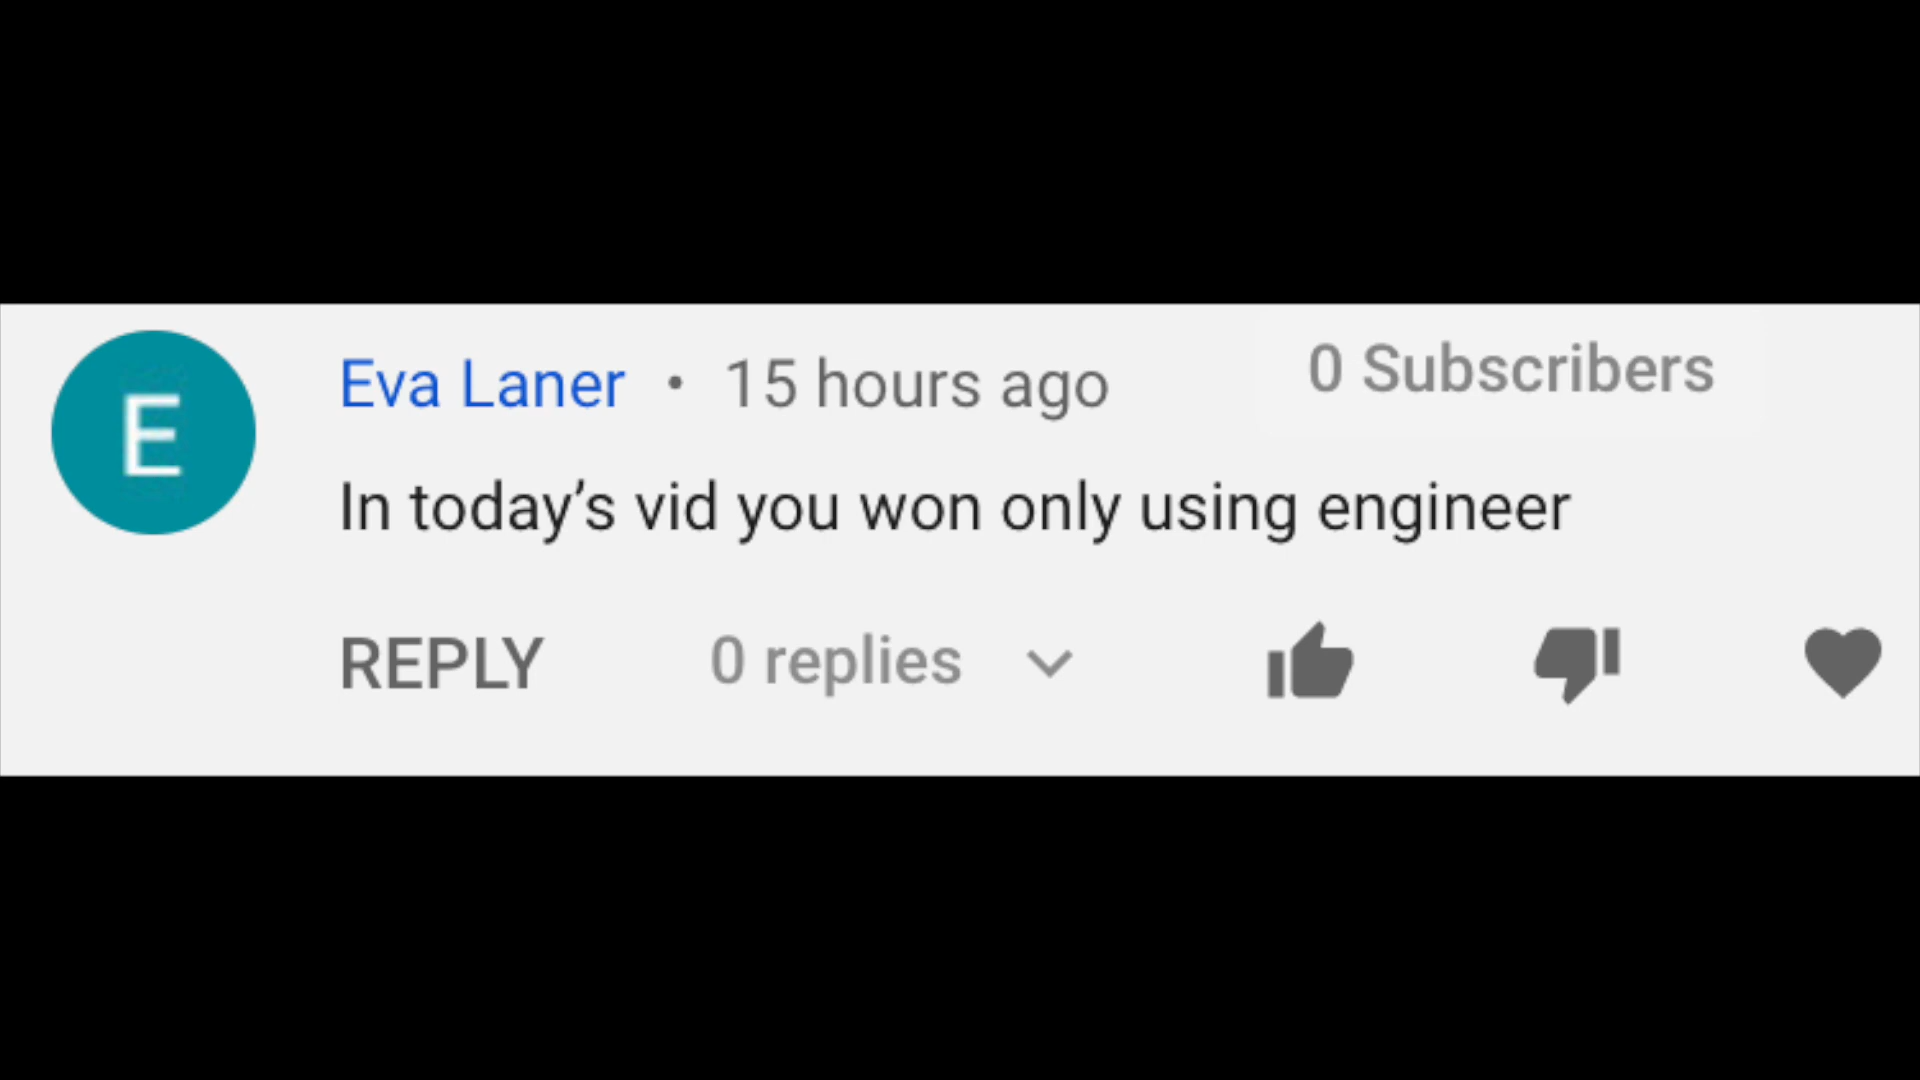 E
Eva Laner • 15 hours ago 0 Subscribers
In today’s vid you won only using engineer
REPLY 0 replies